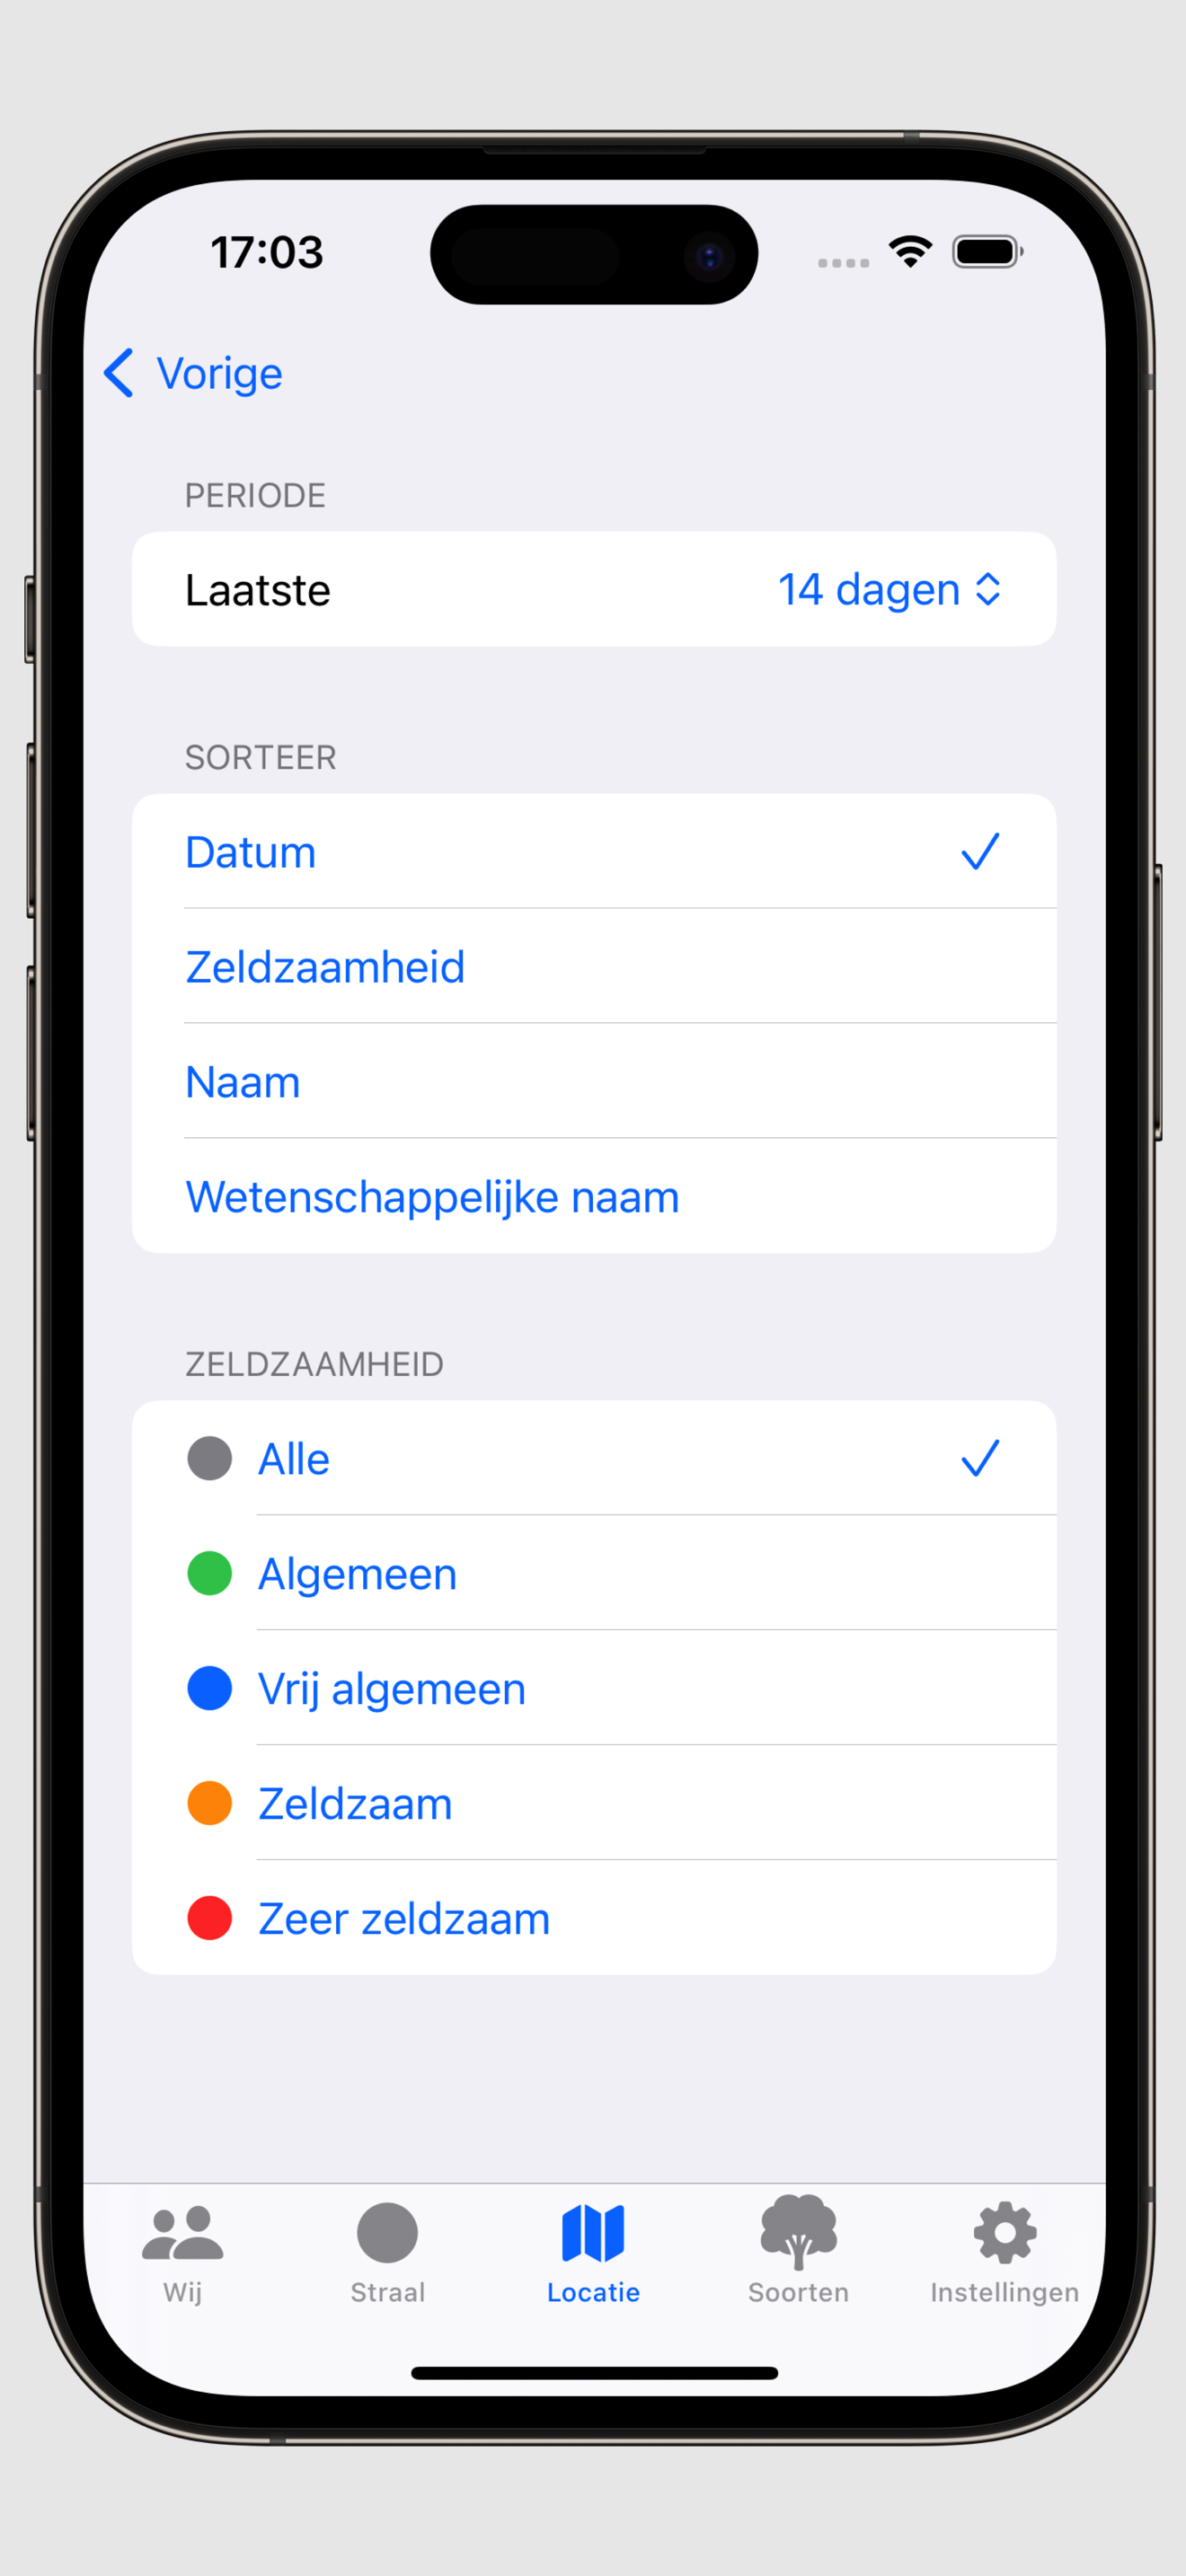 17:03
Vorige
PERIODE
Laatste 14 dagen
SORTEER
Datum
Zeldzaamheid
Naam
Wetenschappelijke naam
ZELDZAAMHEID
Alle
Algemeen
Vrij algemeen
Zeldzaam
Zeer zeldzaam
Wij Straal Locatie Soorten Instellingen